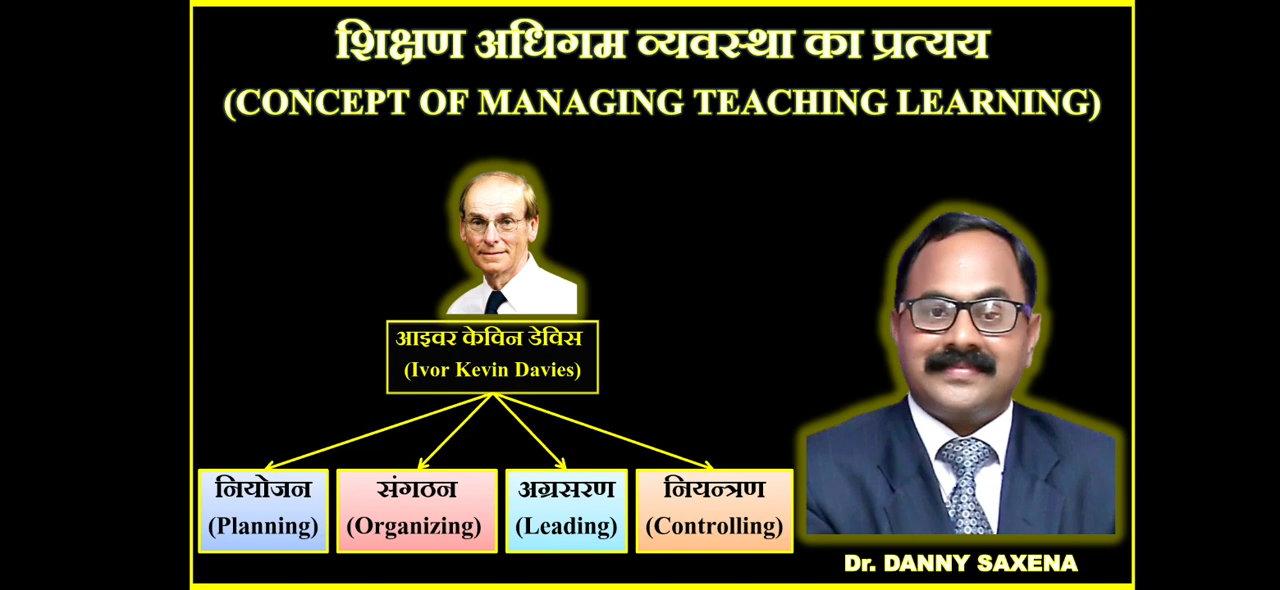 शिक्षण अधिगम व्यवस्था का प्रत्यय
(CONCEPT OF MANAGING TEACHING LEARNING)
आइवर केविन डेविस
(Ivor Kevin Davies)
नियोजन
(Planning)
संगठन
(Organizing)
अग्रसरण
(Leading)
नियन्त्रण
(Controlling)
Dr. DANNY SAXENA